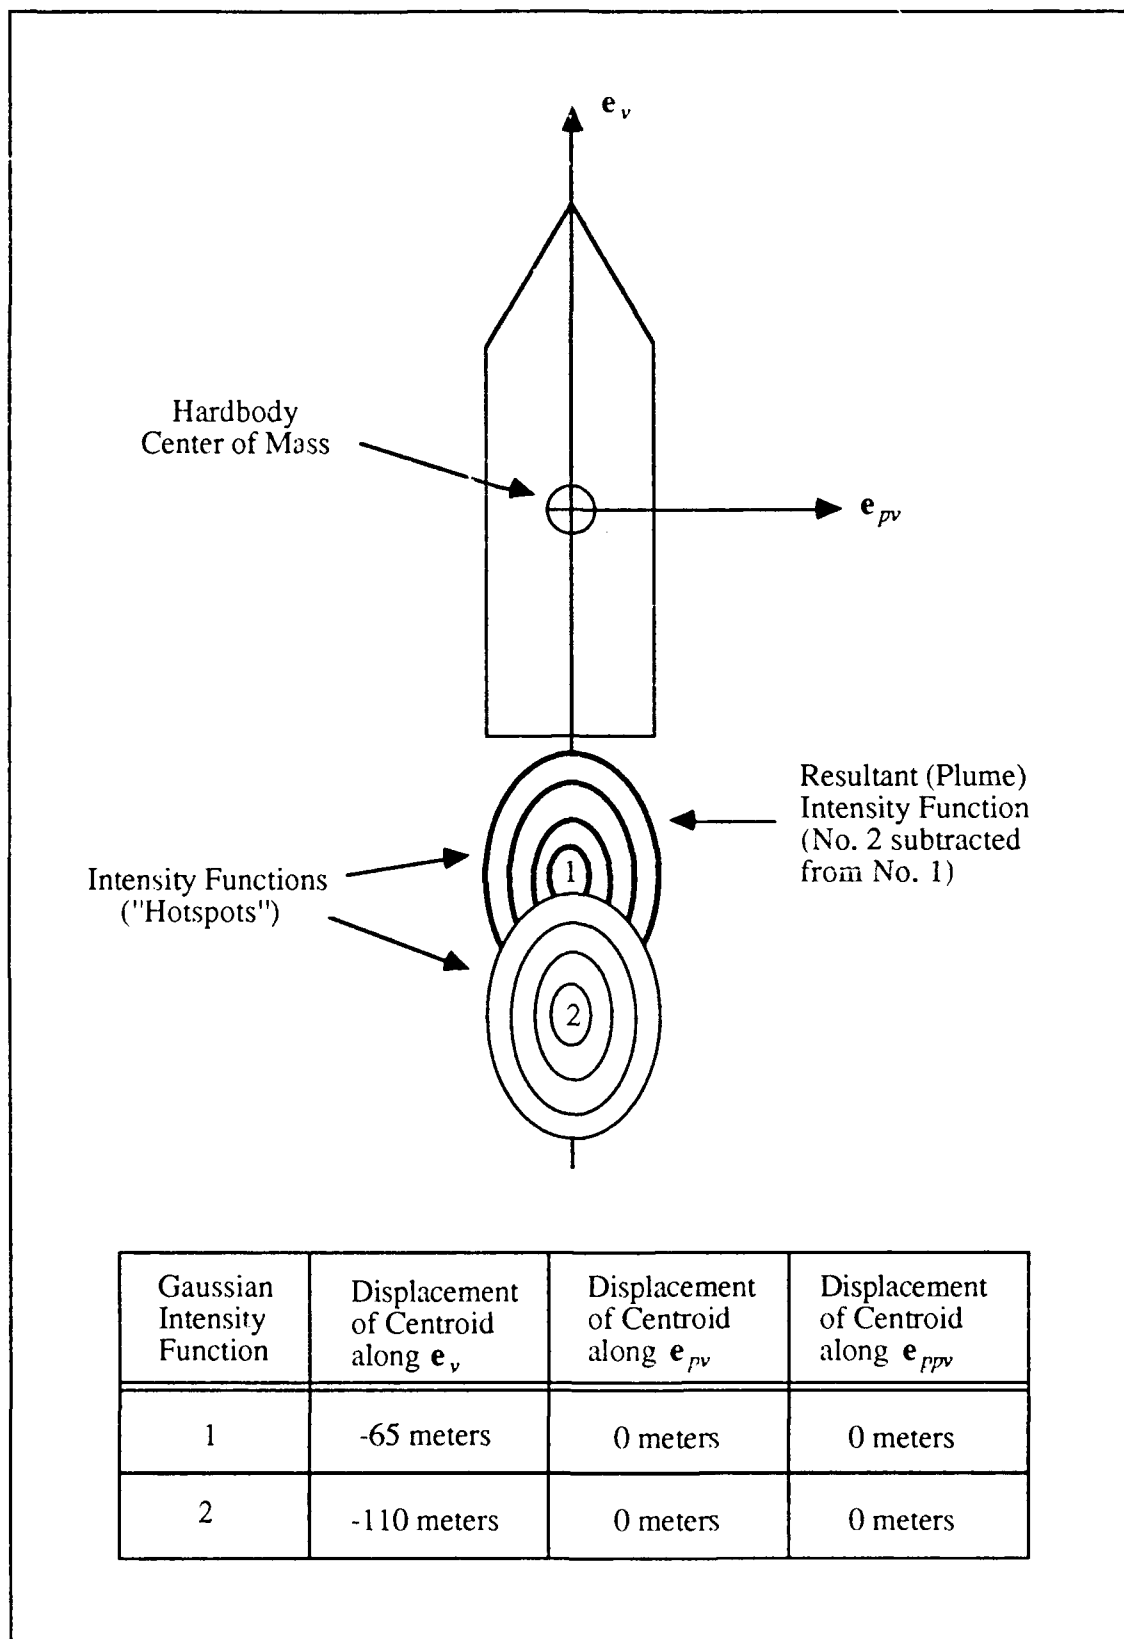 e_v
Hardbody
Center of Mass
e_pv
Resultant (Plume)
Intensity Function
(No. 2 subtracted
from No. 1)
Intensity Functions
("Hotspots")
1
2
Gaussian
Intensity
Function
Displacement
of Centroid
along e_v
Displacement
of Centroid
along e_pv
Displacement
of Centroid
along e_ppv
1
-65 meters
0 meters
0 meters
2
-110 meters
0 meters
0 meters